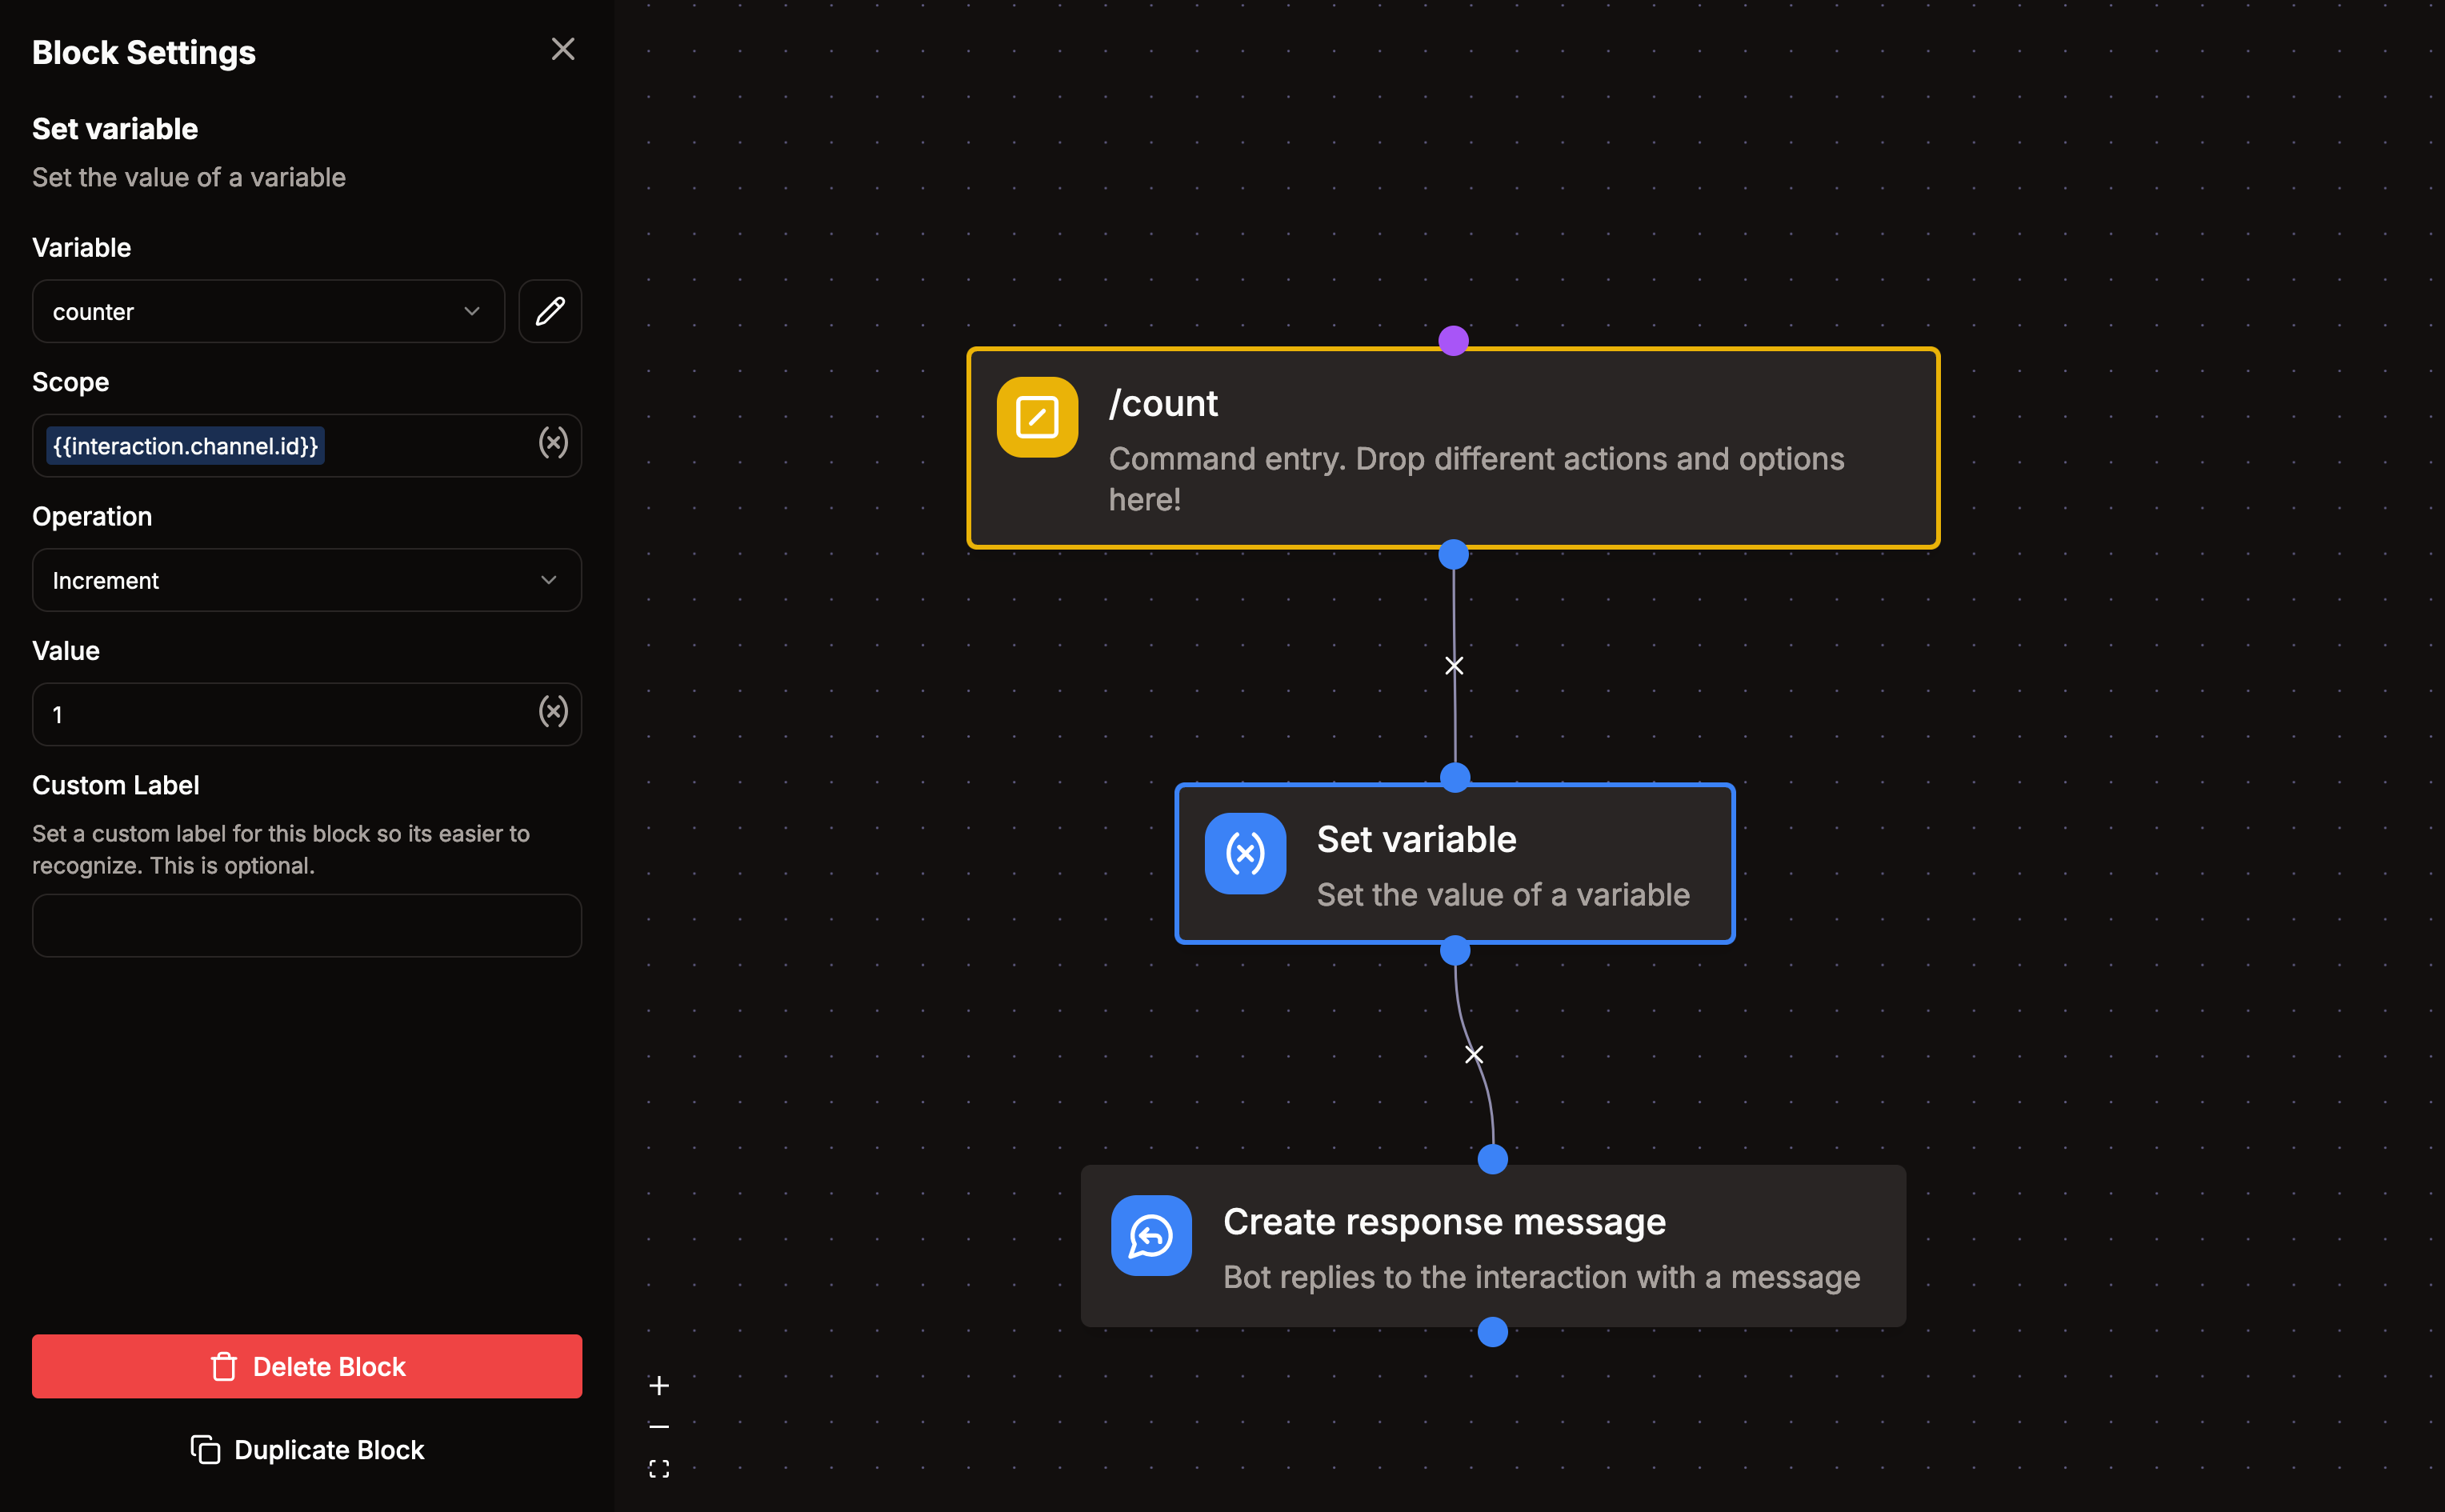 Block Settings
Set variable
Set the value of a variable
Variable
counter
Scope
{{interaction.channel.id}}
Operation
Increment
Value
1
Custom Label
Set a custom label for this block so its easier to
recognize. This is optional.
Delete Block
Duplicate Block
/count
Command entry. Drop different actions and options
here!
Set variable
Set the value of a variable
Create response message
Bot replies to the interaction with a message